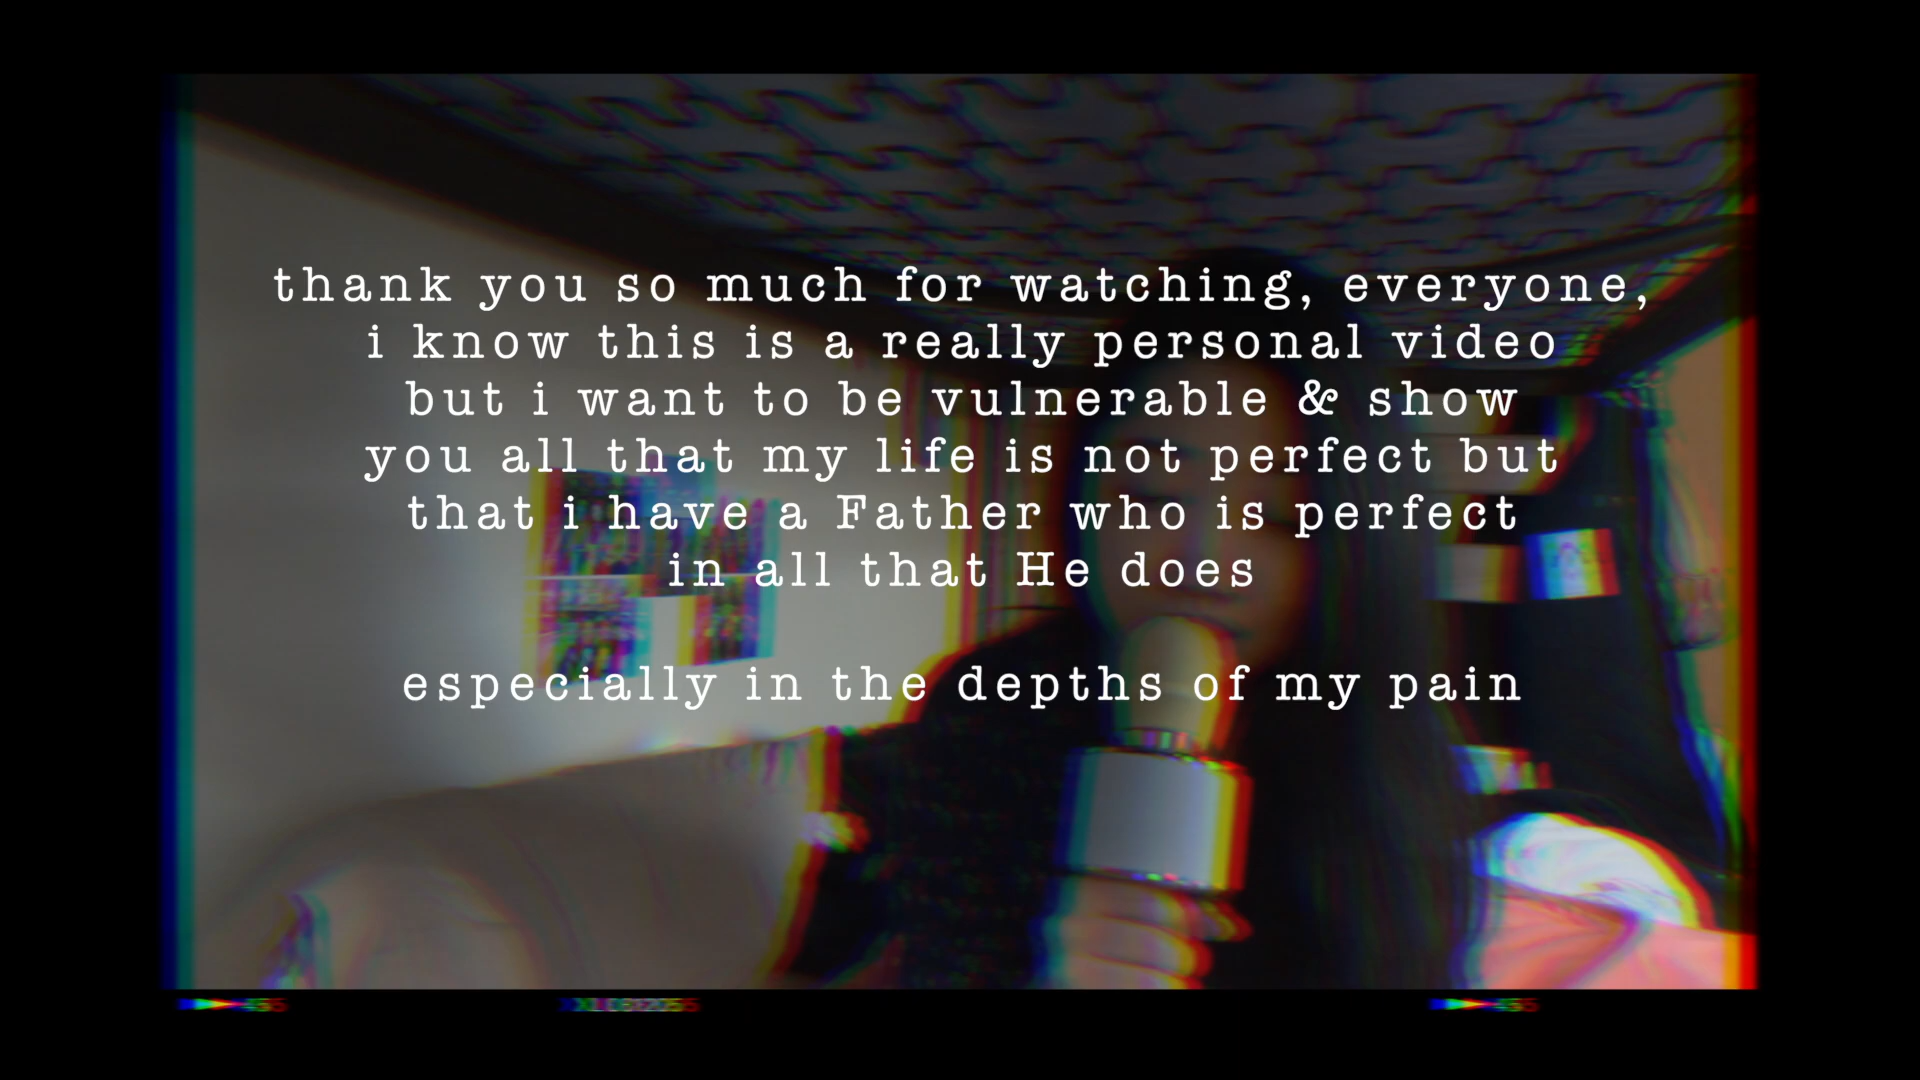 thank you so much for watching, everyone,
i know this is a really personal video
but i want to be vulnerable & show
you all that my life is not perfect but
that i have a Father who is perfect
in all that He does
especially in the depths of my pain